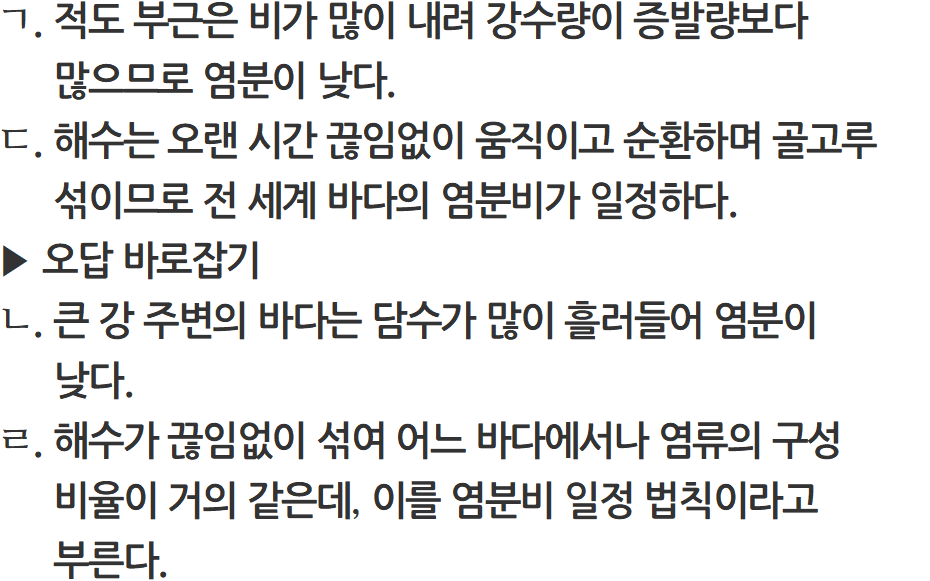 ㄱ. 적도 부근은 비가 많이 내려 강수량이 증발량보다
많으므로 염분이 낮다.
ㄷ. 해수는 오랜 시간 끊임없이 움직이고 순환하며 골고루
섞이므로 전 세계 바다의 염분비가 일정하다.
▶ 오답 바로잡기
ㄴ. 큰 강 주변의 바다는 담수가 많이 흘러들어 염분이
낮다.
ㄹ. 해수가 끊임없이 섞여 어느 바다에서나 염류의 구성
비율이 거의 같은데, 이를 염분비 일정 법칙이라고
부른다.